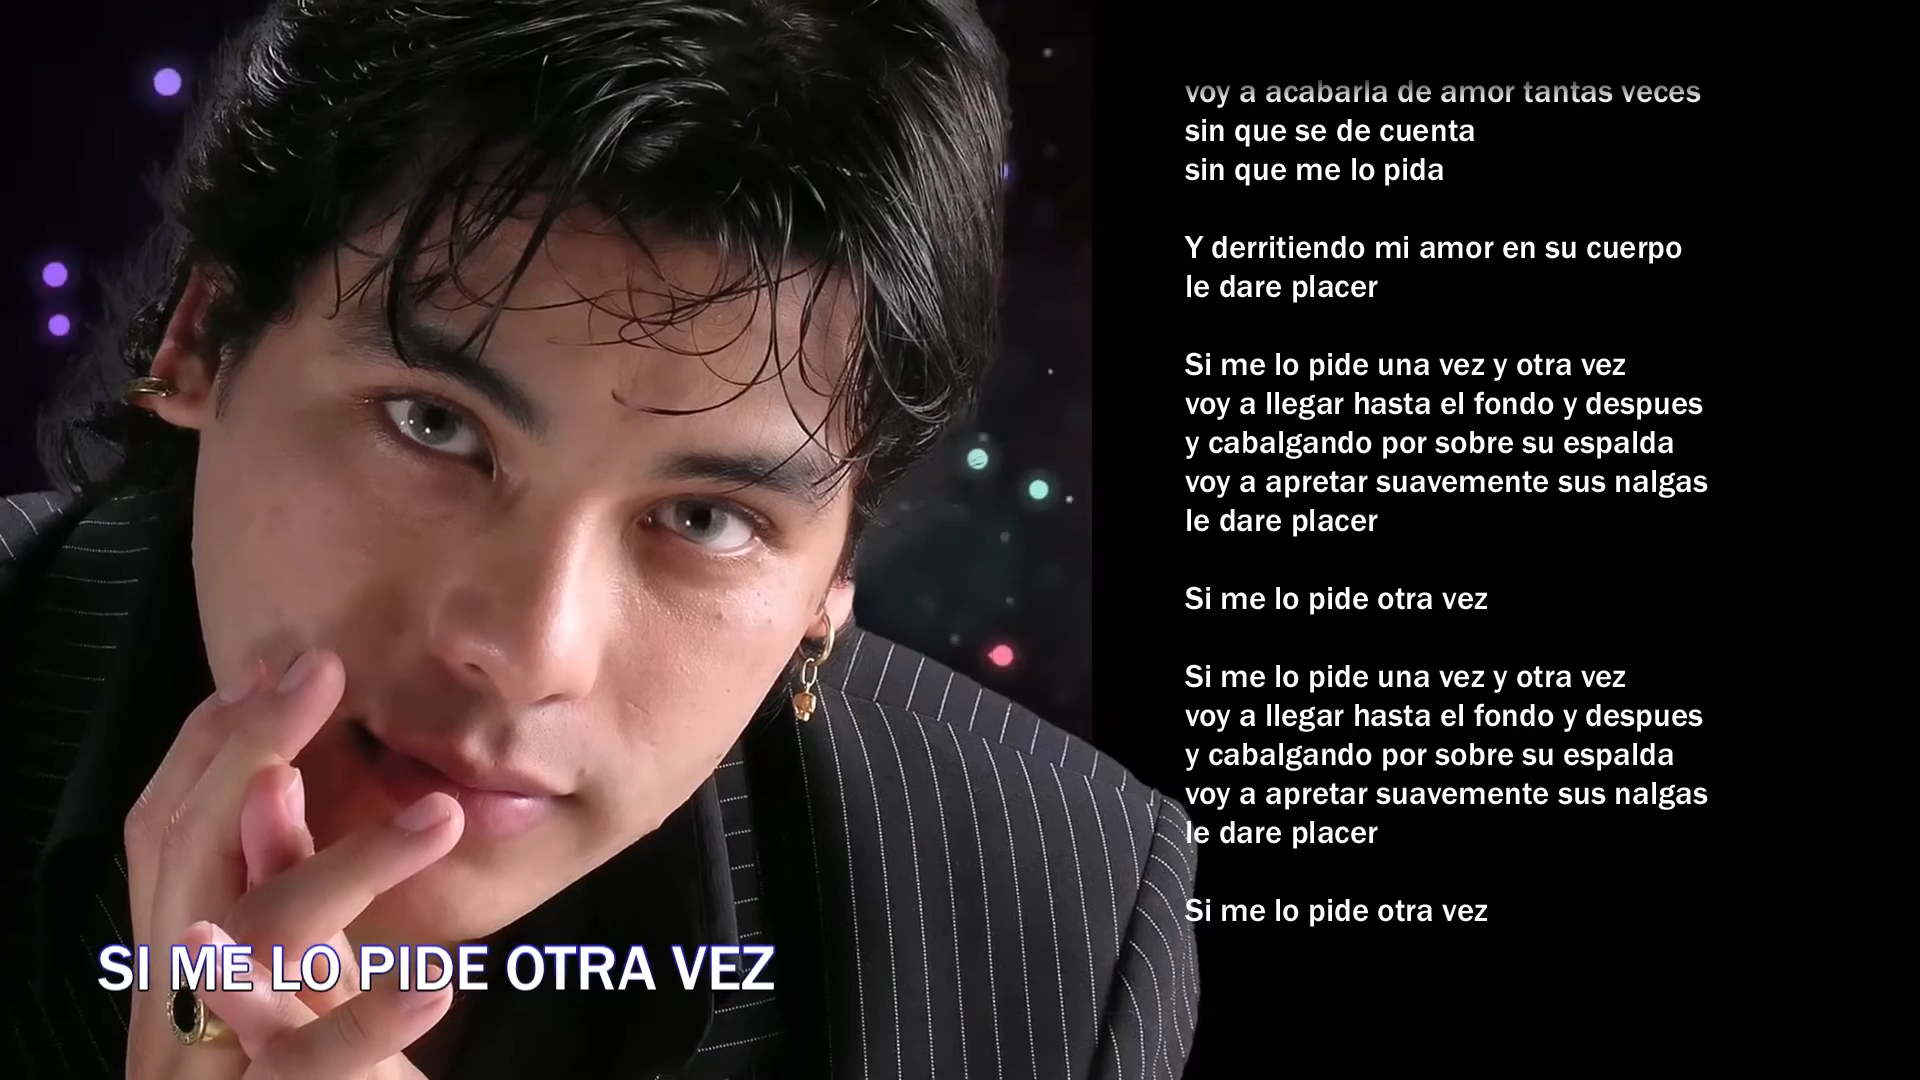 voy a acabarla de amor tantas veces
sin que se de cuenta
sin que me lo pida
Y derritiendo mi amor en su cuerpo
le dare placer
Si me lo pide una vez y otra vez
voy a llegar hasta el fondo y despues
y cabalgando por sobre su espalda
voy a apretar suavemente sus nalgas
le dare placer
Si me lo pide otra vez
Si me lo pide una vez y otra vez
voy a llegar hasta el fondo y despues
y cabalgando por sobre su espalda
voy a apretar suavemente sus nalgas
le dare placer
Si me lo pide otra vez
SI ME LO PIDE OTRA VEZ